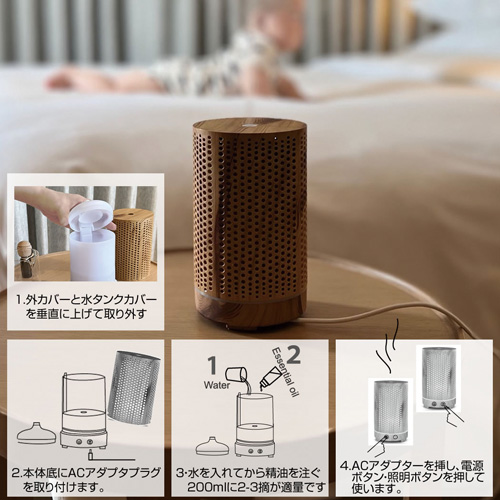 1.外カバーと水タンクカバー
を垂直に上げて取り外す
2.本体底にACアダプタプラグ
を取り付けます。
1
Water
2
Essential oil
3·水を入れてから精油を注ぐ
200mlに2-3摘が適量です
4.ACアダプターを挿し、電源
ボタン・照明ボタンを押して
使います。